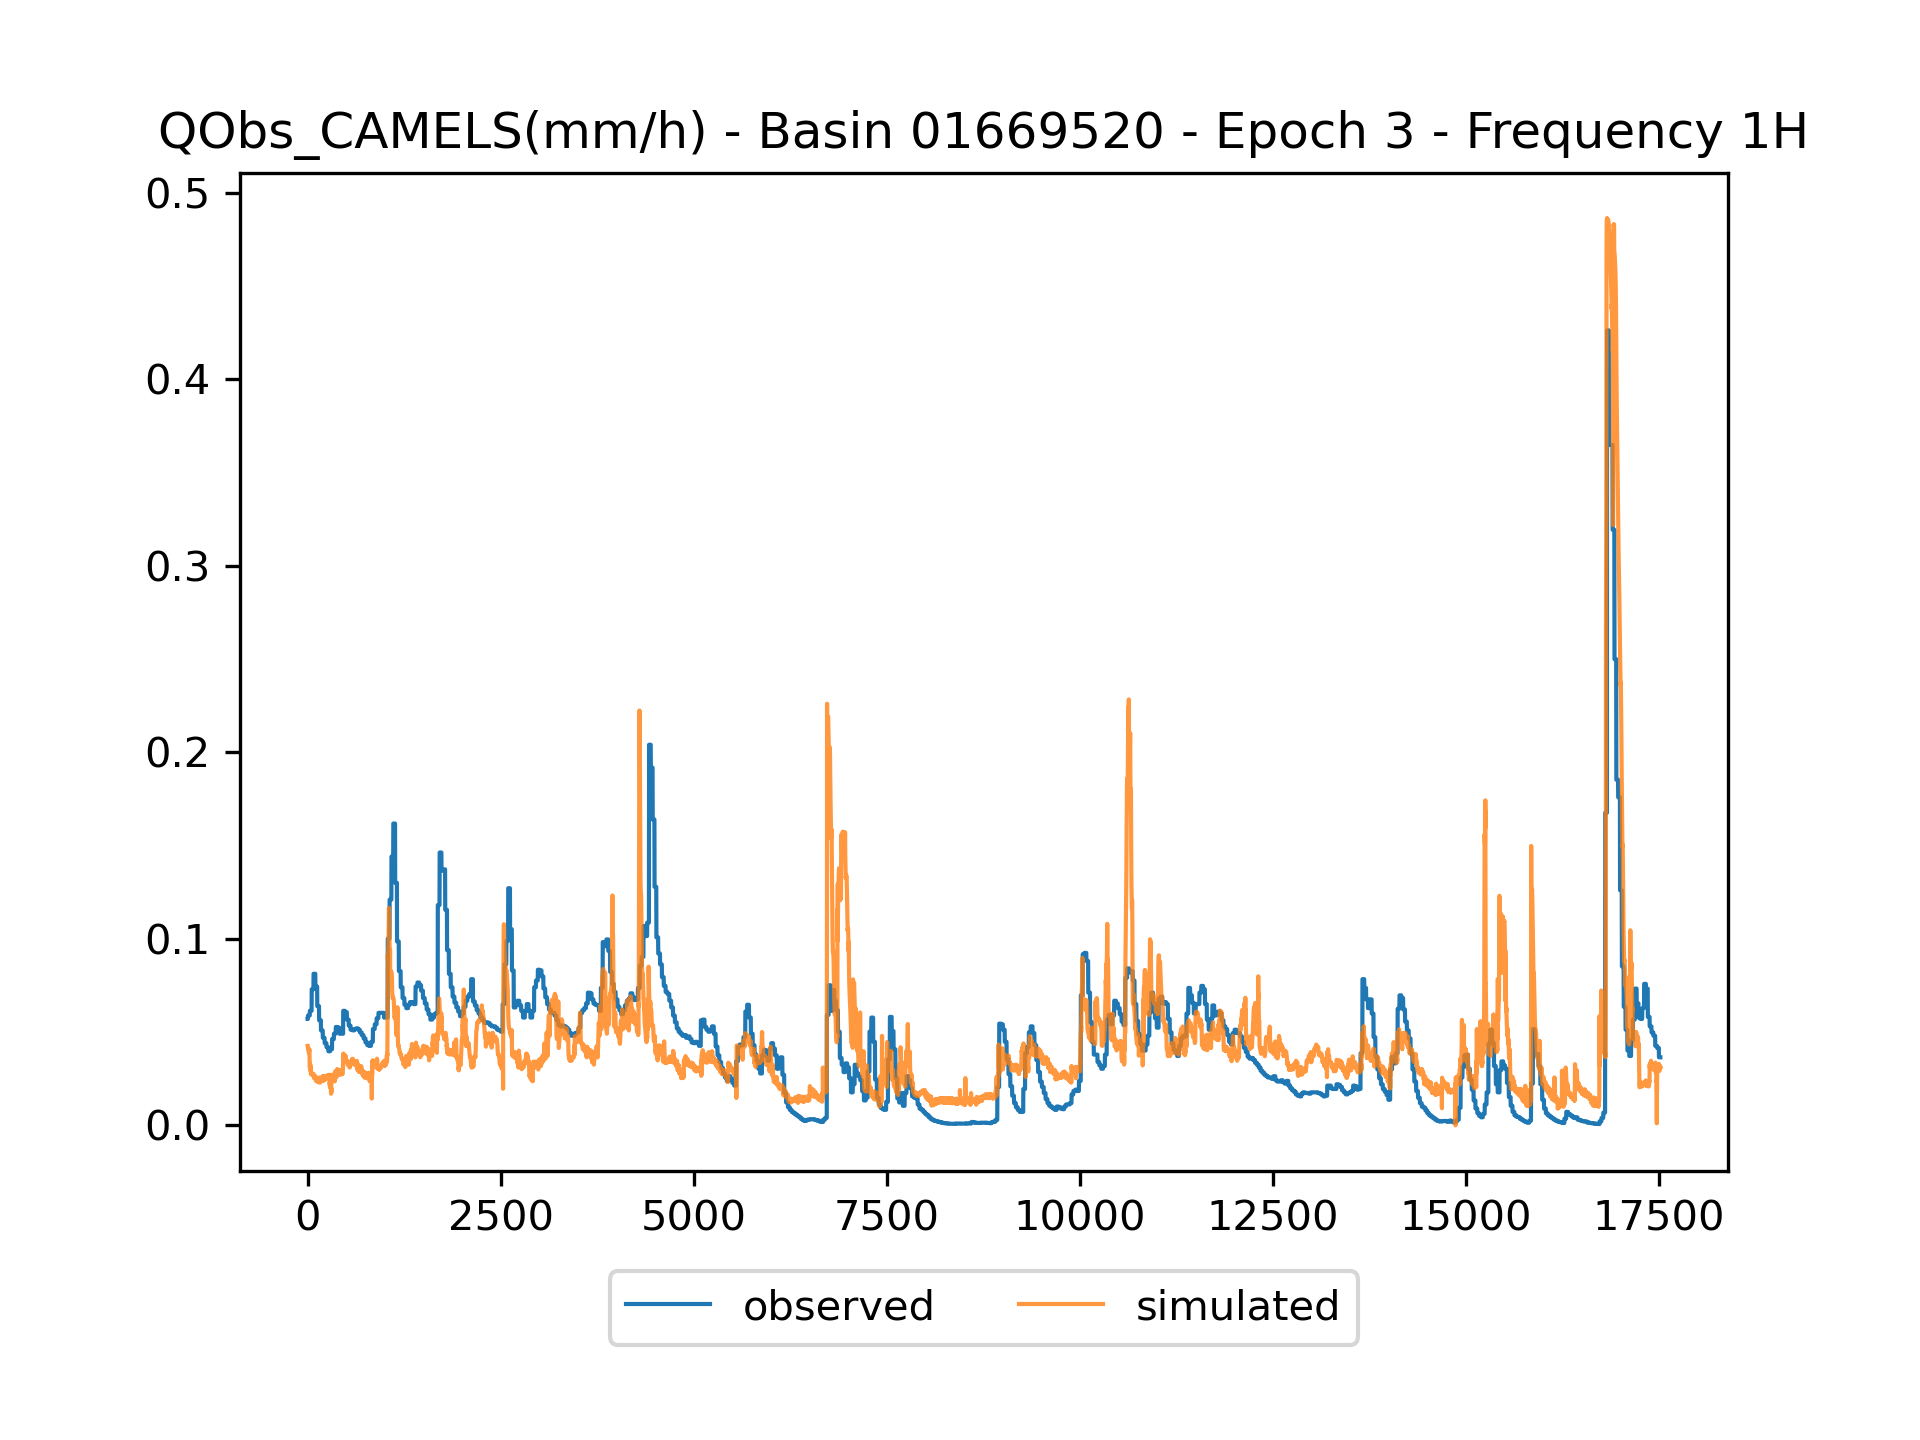 QObs_CAMELS(mm/h) - Basin 01669520 - Epoch 3 - Frequency 1H
0.5
0.4
0.3
0.2
0.1
0.0
0 2500 5000 7500 10000 12500 15000 17500
observed simulated